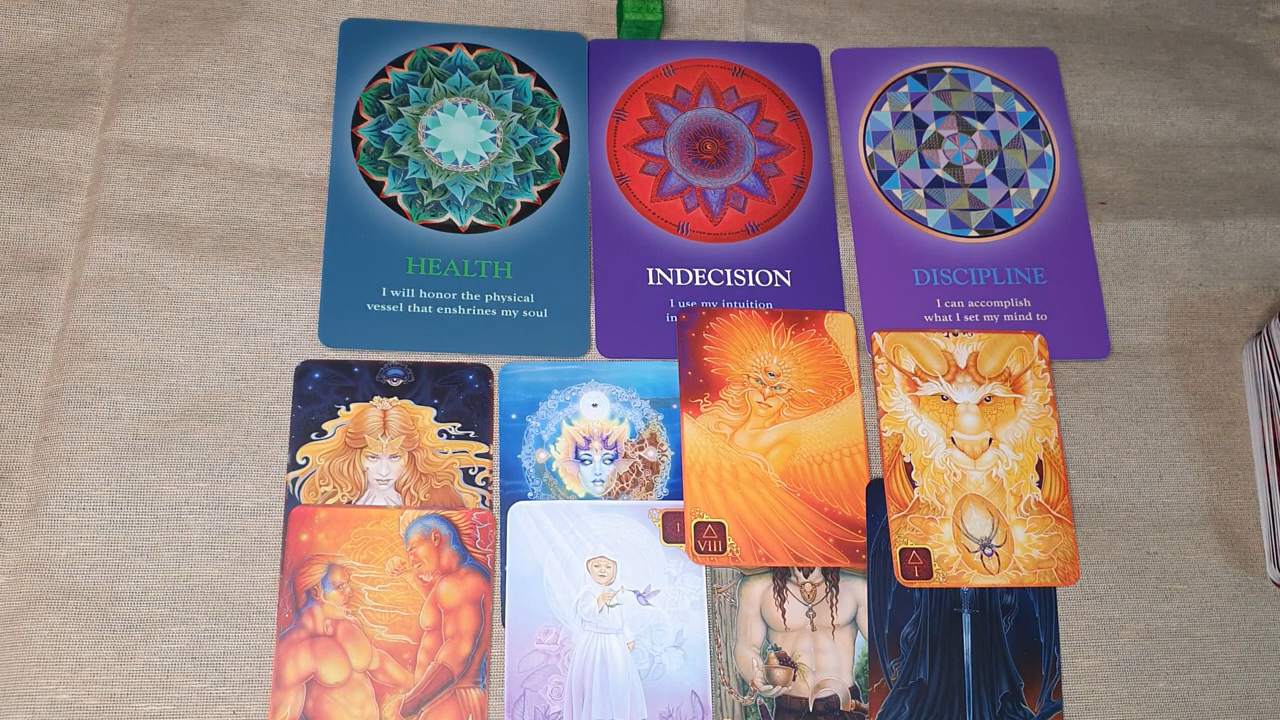 HEALTH
I will honor the physical
vessel that enshrines my soul
INDECISION
I use my intuition
in
DISCIPLINE
I can accomplish
what I set my mind to
VIII
I
I